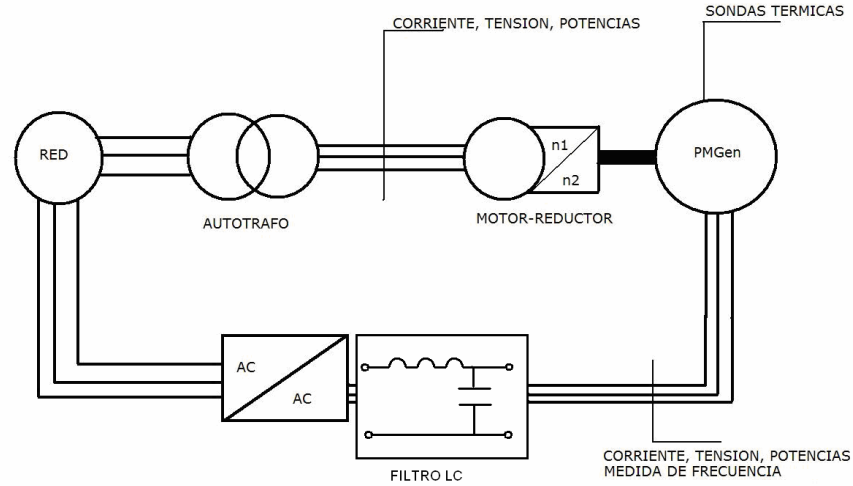 SONDAS TERMICAS
CORRIENTE, TENSION, POTENCIAS
RED
n1
n2
PMGen
AUTOTRAFO
MOTOR-REDUCTOR
AC
AC
FILTRO LC
CORRIENTE, TENSION, POTENCIAS
MEDIDA DE FRECUENCIA